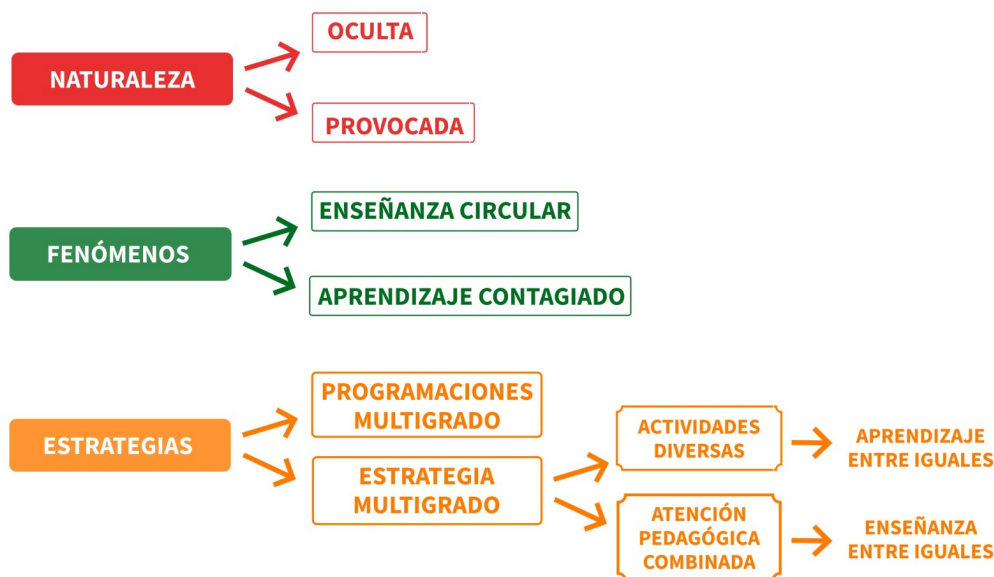 NATURALEZA
OCULTA
PROVOCADA
FENÓMENOS
ENSEÑANZA CIRCULAR
APRENDIZAJE CONTAGIADO
ESTRATEGIAS
PROGRAMACIONES
MULTIGRADO
ESTRATEGIA
MULTIGRADO
ACTIVIDADES
DIVERSAS
APRENDIZAJE
ENTRE IGUALES
ATENCIÓN
PEDAGÓGICA
COMBINADA
ENSEÑANZA
ENTRE IGUALES